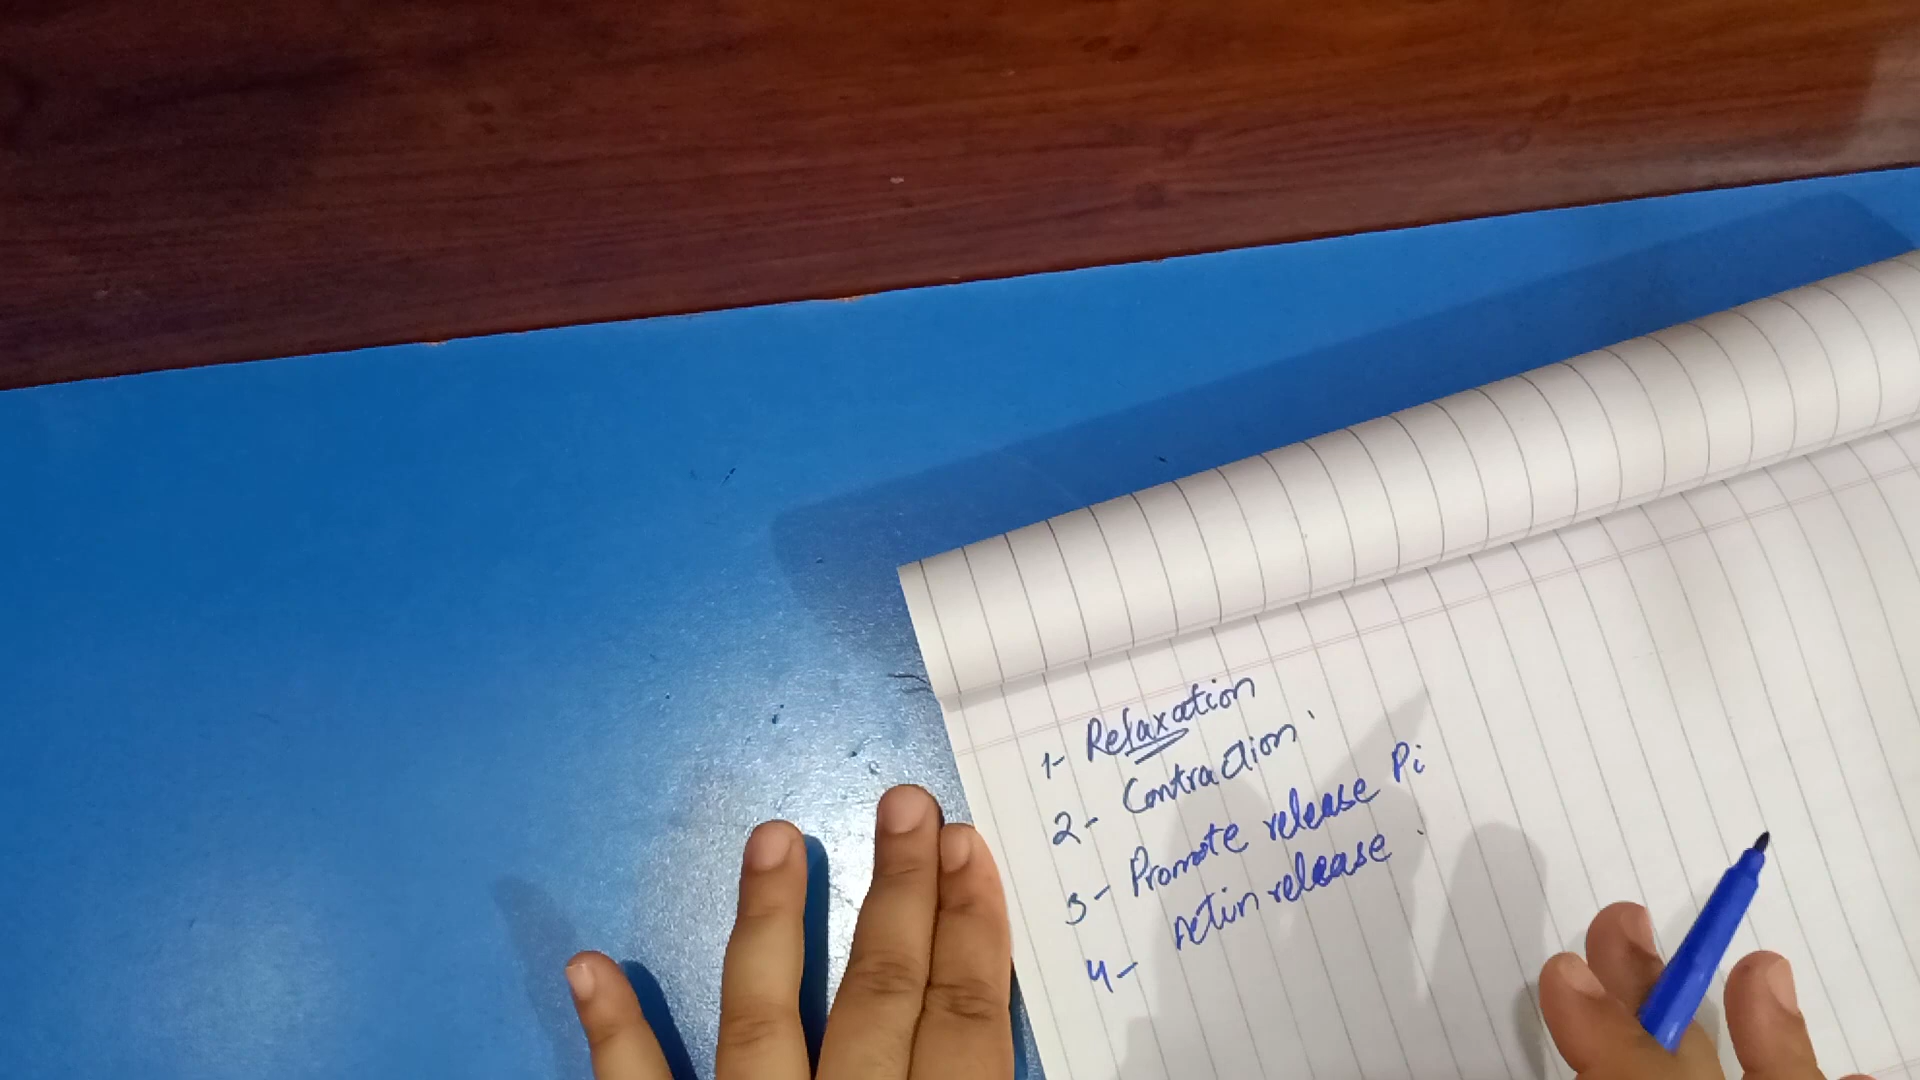 1- Relaxation
2- Contraction.
3- Promote release Pi
4- Actin release.